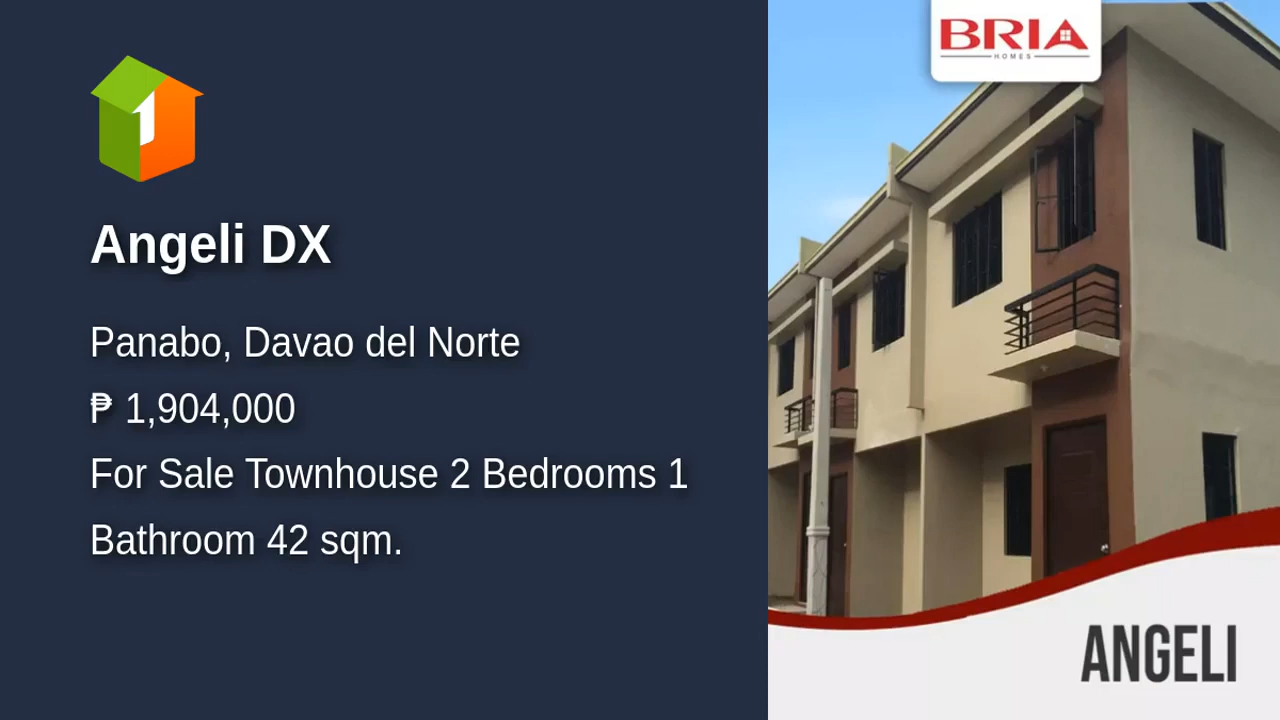 Angeli DX
Panabo, Davao del Norte
₱ 1,904,000
For Sale Townhouse 2 Bedrooms 1
Bathroom 42 sqm.
BRIA
HOMES
ANGELI